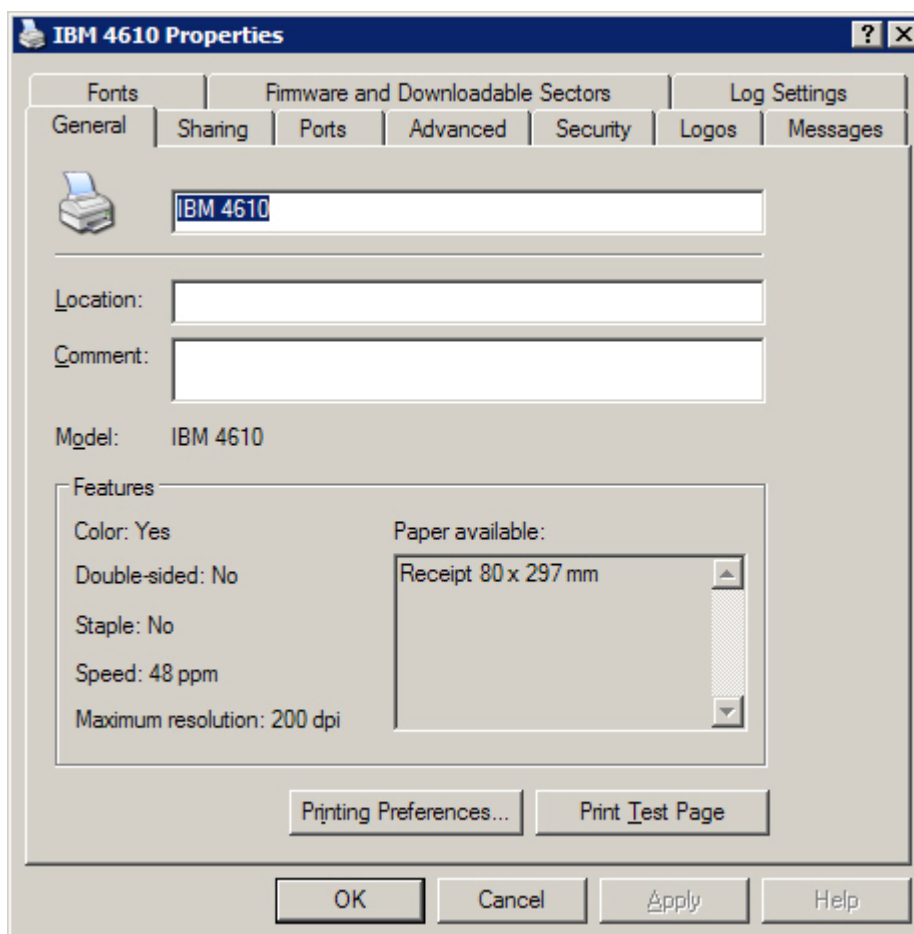 IBM 4610 Properties
Fonts Firmware and Downloadable Sectors Log Settings
General Sharing Ports Advanced Security Logos Messages
IBM 4610
Location:
Comment:
Model: IBM 4610
Features
Color: Yes Paper available:
Double-sided: No Receipt 80 x 297 mm
Staple: No
Speed: 48 ppm
Maximum resolution: 200 dpi
Printing Preferences... Print Test Page
OK Cancel Apply Help